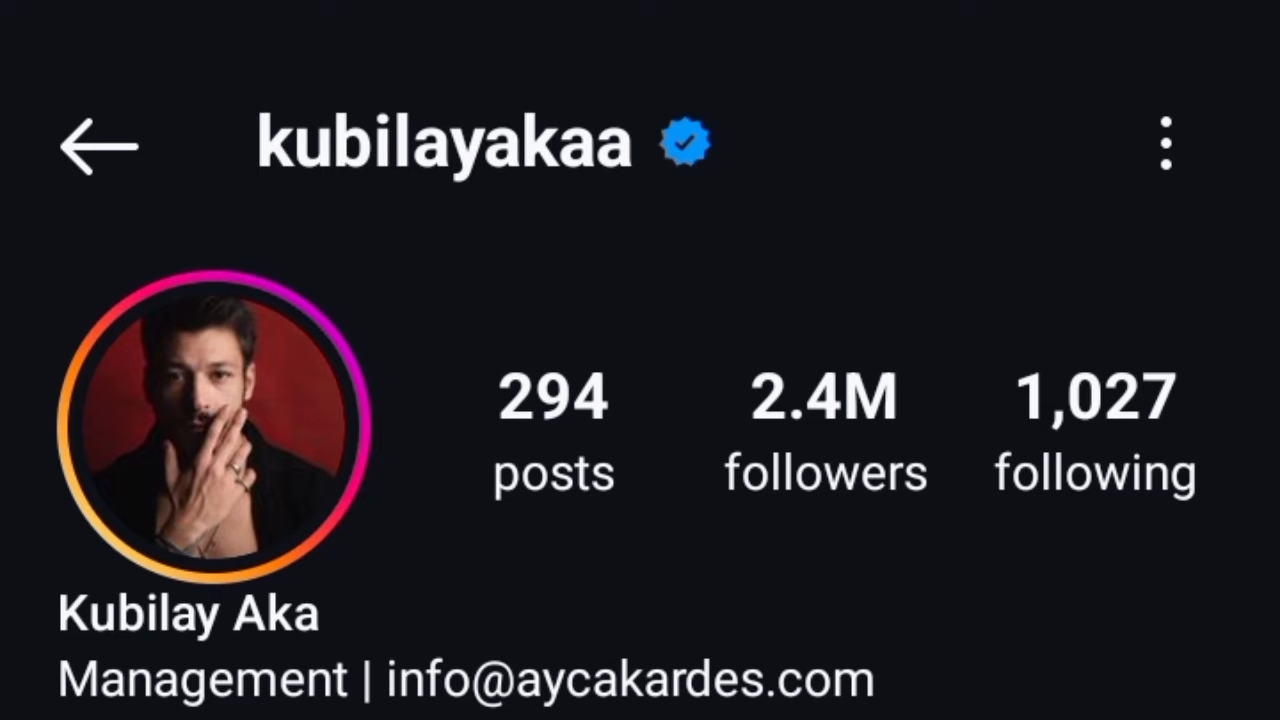 kubilayakaa
294 2.4M 1,027
posts followers following
Kubilay Aka
Management | info@aycakardes.com